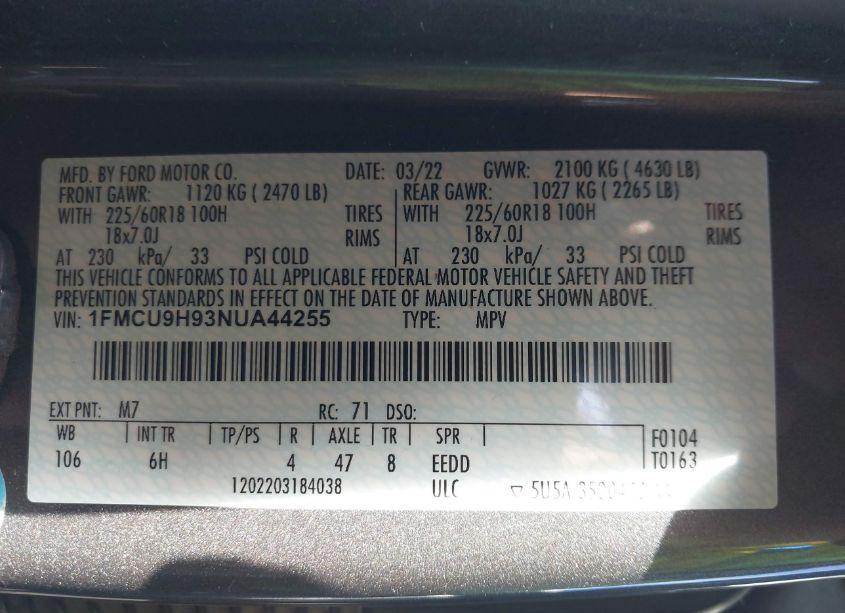 MFD. BY FORD MOTOR CO. DATE: 03/22 GVWR: 2100 KG ( 4630 LB)
FRONT GAWR: 1120 KG ( 2470 LB) REAR GAWR: 1027 KG ( 2265 LB)
WITH 225/60R18 100H TIRES WITH 225/60R18 100H TIRES
18x7.0J RIMS 18x7.0J RIMS
AT 230 kPa/ 33 PSI COLD AT 230 kPa/ 33 PSI COLD
THIS VEHICLE CONFORMS TO ALL APPLICABLE FEDERAL MOTOR VEHICLE SAFETY AND THEFT
PREVENTION STANDARDS IN EFFECT ON THE DATE OF MANUFACTURE SHOWN ABOVE.
VIN: 1FMCU9H93NUA44255 TYPE: MPV
EXT PNT: M7 RC: 71 DSO:
WB INT TR TP/PS R AXLE TR SPR F0104
106 6H 4 47 8 EEDD T0163
1202203184038 ULC ▽ 5U5A